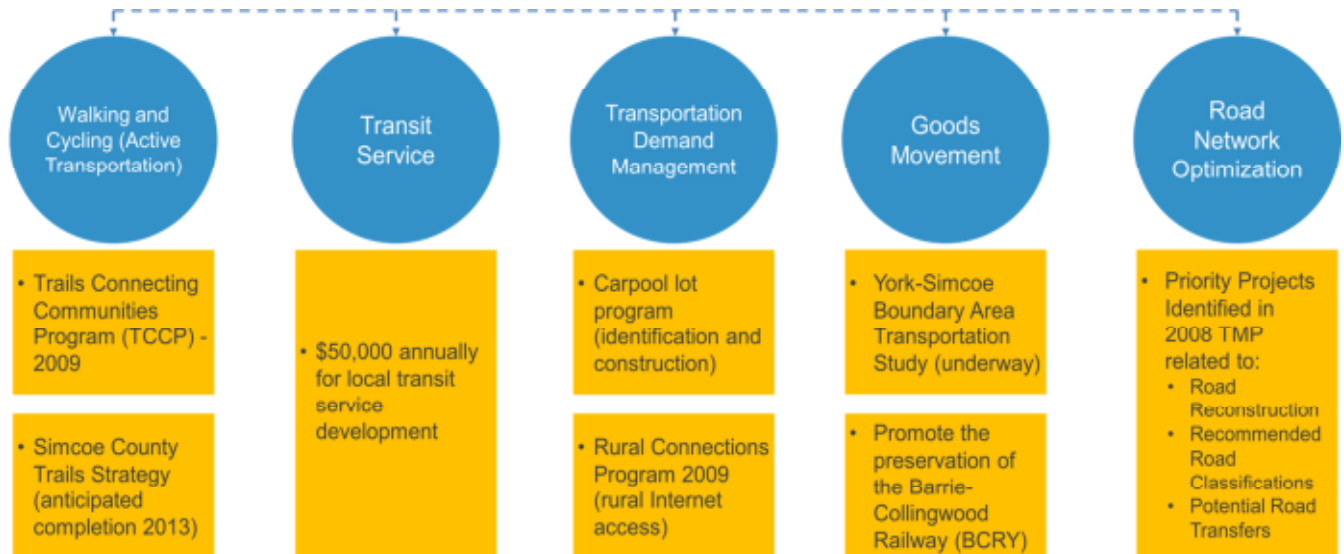 Walking and
Cycling (Active
Transportation)
Transit
Service
Transportation
Demand
Management
Goods
Movement
Road
Network
Optimization
• Trails Connecting
Communities
Program (TCCP) -
2009
• Simcoe County
Trails Strategy
(anticipated
completion 2013)
• $50,000 annually
for local transit
service
development
• Carpool lot
program
(identification and
construction)
• Rural Connections
Program 2009
(rural Internet
access)
• York-Simcoe
Boundary Area
Transportation
Study (underway)
• Promote the
preservation of
the Barrie-
Collingwood
Railway (BCRY)
• Priority Projects
Identified in
2008 TMP
related to:
• Road
Reconstruction
• Recommended
Road
Classifications
• Potential Road
Transfers